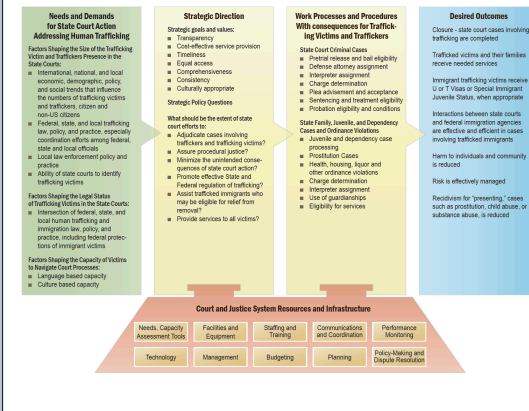 Needs and Demands
for State Court Action
Addressing Human Trafficking
Factors Shaping the Size of the Trafficking
Victim and Traffickers Presence in the
State Courts:
■ International, national, and local
economic, demographic, policy,
and social trends that influence
the numbers of trafficking victims
and traffickers, citizen and
non-US citizens
■ Federal, state, and local trafficking
law, policy, and practice, especially
coordination efforts among federal,
state and local officials
■ Local law enforcement policy and
practice
■ Ability of state courts to identify
trafficking victims
Factors Shaping the Legal Status
of Trafficking Victims in the State Courts:
■ Intersection of federal, state, and
local human trafficking and
immigration law, policy, and
practice, including federal protec-
tions of immigrant victims
Factors Shaping the Capacity of Victims
to Navigate Court Processes:
■ Language based capacity
■ Culture based capacity
Strategic Direction
Strategic goals and values:
■ Transparency
■ Cost-effective service provision
■ Timeliness
■ Equal access
■ Comprehensiveness
■ Consistency
■ Culturally appropriate
Strategic Policy Questions
What should be the extent of state
court efforts to:
■ Adjudicate cases involving
traffickers and trafficking victims?
■ Assure procedural justice?
■ Minimize the unintended conse-
quences of state court action?
■ Promote effective State and
Federal regulation of trafficking?
■ Assist trafficked immigrants who
may be eligible for relief from
removal?
■ Provide services to all victims?
Work Processes and Procedures
With consequences for Traffick-
ing Victims and Traffickers
State Court Criminal Cases
■ Pretrial release and bail eligibility
■ Defense attorney assignment
■ Interpreter assignment
■ Charge determination
■ Plea advisement and acceptance
■ Sentencing and treatment eligibility
■ Probation eligibility and conditions
State Family, Juvenile, and Dependency
Cases and Ordinance Violations
■ Juvenile and dependency case
processing
■ Prostitution Cases
■ Health, housing, liquor and
other ordinance violations
■ Charge determination
■ Interpreter assignment
■ Use of guardianships
■ Eligibility for services
Desired Outcomes
Closure - state court cases involving
trafficking are completed
Trafficked victims and their families
receive needed services
Immigrant trafficking victims receive
U or T Visas or Special Immigrant
Juvenile Status, when appropriate
Interactions between state courts
and federal immigration agencies
are effective and efficient in cases
involving trafficked immigrants
Harm to individuals and community
is reduced
Risk is effectively managed
Recidivism for "presenting," cases
such as prostitution, child abuse, or
substance abuse, is reduced
Court and Justice System Resources and Infrastructure
Needs, Capacity
Assessment Tools
Facilities and
Equipment
Staffing and
Training
Communications
and Coordination
Performance
Monitoring
Technology
Management
Budgeting
Planning
Policy-Making and
Dispute Resolution